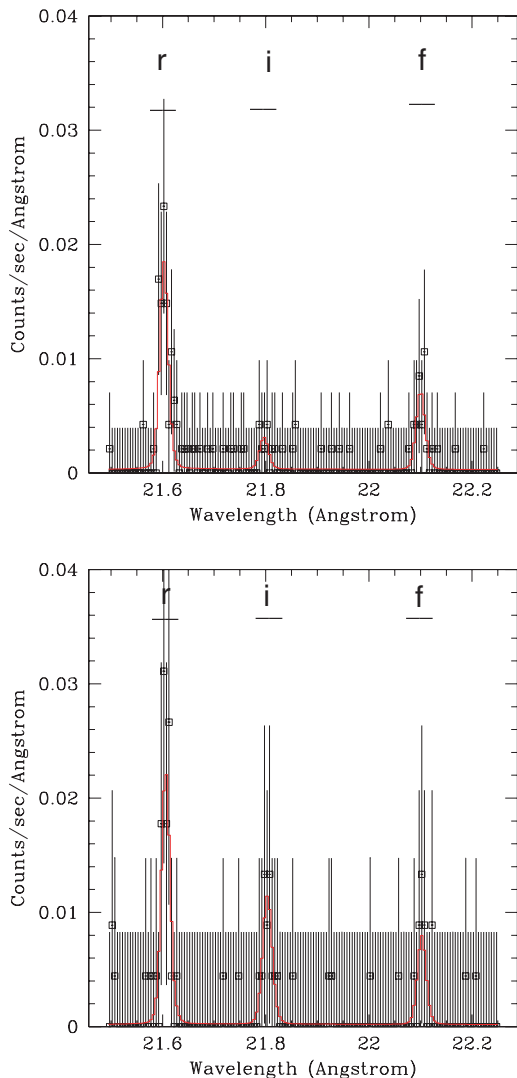 0.04
r i f
0.03
0.02
0.01
0
Counts/sec/Angstrom
21.6 21.8 22 22.2
Wavelength (Angstrom)
0.04
r i f
0.03
0.02
0.01
0
Counts/sec/Angstrom
21.6 21.8 22 22.2
Wavelength (Angstrom)